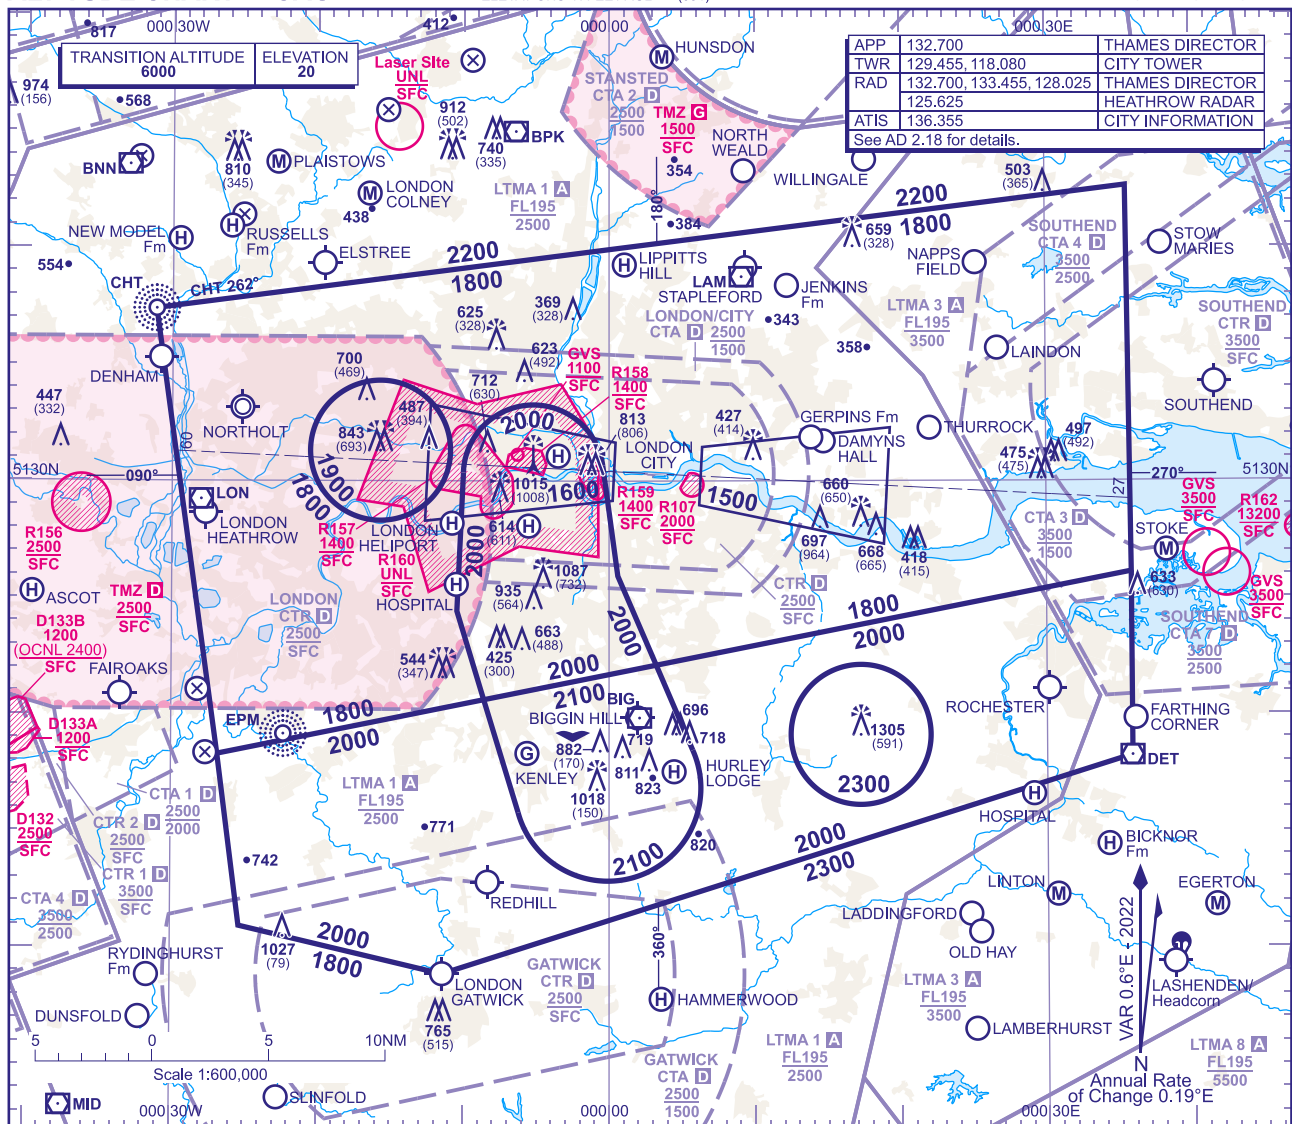 000 30W
000 00
000 30E
817
412
TRANSITION ALTITUDE
6000
ELEVATION
20
974
(156)
568
Laser SIte
UNL
SFC
HUNSDON
STANSTED
CTA 2 D
2500
1500
TMZ G
1500
SFC
354
NORTH
WEALD
APP 132.700 THAMES DIRECTOR
TWR 129.455, 118.080 CITY TOWER
RAD 132.700, 133.455, 128.025 THAMES DIRECTOR
125.625 HEATHROW RADAR
ATIS 136.355 CITY INFORMATION
See AD 2.18 for details.
912
(502)
740
(335)
BPK
BNN
810
(345)
M PLAISTOWS
M LONDON
COLNEY
438
LTMA 1 A
FL195
2500
180°
384
WILLINGALE
503
(365)
2200
1800
659
(328)
NEW MODEL
Fm
H
H
RUSSELLS
Fm
ELSTREE
554
CHT
CHT 262°
2200
1800
H LIPPITTS
HILL
LAM
STAPLEFORD
JENKINS
Fm
NAPPS
FIELD
SOUTHEND
CTA 4 D
3500
2500
STOW
MARIES
LTMA 3 A
FL195
3500
SOUTHEND
CTR D
3500
SFC
625
(328)
369
(328)
LONDON/CITY
CTA D 2500
1500
343
358
LAINDON
SOUTHEND
DENHAM
700
(469)
623
(492)
GVS
1100
SFC
R158
1400
SFC
712
(630)
447
(332)
NORTHOLT
487
(394)
843
(693)
2000
813
(806)
LONDON
CITY
427
(414)
GERPINS Fm
DAMYNS
HALL
THURROCK
497
(492)
475
(475)
5130N
090°
60
1900
1800
LON
LONDON
HEATHROW
1015
1008)
1600
1500
660
(650)
270°
27
5130N
R156
2500
SFC
R157
1400
SFC
LONDON
HELIPORT
614
(611)
H
R159
1400
SFC
R107
2000
SFC
697
(964)
668
(665)
418
(415)
CTA 3 D
3500
1500
GVS
3500
SFC
R162
13200
SFC
STOKE
M
H ASCOT
TMZ D
2500
SFC
LONDON
CTR D
2500
SFC
R160
UNL
SFC
HOSPITAL
H
2000
935
(564)
1087
(732)
CTR D
2500
SFC
633
(630)
GVS
3500
SFC
D133B
1200
(OCNL 2400)
SFC
FAIROAKS
663
(488)
425
(300)
544
(347)
2000
1800
2000
SOUTHEND
CTA 7 D
3500
2500
D133A
1200
SFC
EPM
1800
2000
2000
2100
BIG
BIGGIN HILL
696
718
719
882
(170)
811
823
H
HURLEY
LODGE
G
KENLEY
1018
(150)
1305
(591)
2300
ROCHESTER
FARTHING
CORNER
DET
D132
2500
SFC
CTA 1 D
2500
2000
CTR 2 D
2500
SFC
CTR 1 D
3500
SFC
LTMA 1 A
FL195
2500
771
742
820
2100
2000
2300
H
HOSPITAL
H BICKNOR
Fm
CTA 4 D
3500
2500
REDHILL
LINTON M
EGERTON
M
LADDINGFORD
OLD HAY
1027
(79)
2000
1800
RYDINGHURST
Fm
DUNSFOLD
LONDON
GATWICK
765
(515)
GATWICK
CTR D
2500
SFC
360°
H HAMMERWOOD
LTMA 3 A
FL195
3500
LAMBERHURST
VAR 0.6°E - 2022
LASHENDEN/
Headcorn
5 0 5 10NM
Scale 1:600,000
GATWICK
CTA D
2500
1500
LTMA 1 A
FL195
2500
LTMA 8 A
FL195
5500
N
Annual Rate
of Change 0.19°E
MID
SLINFOLD
000 30W
000 00
000 30E